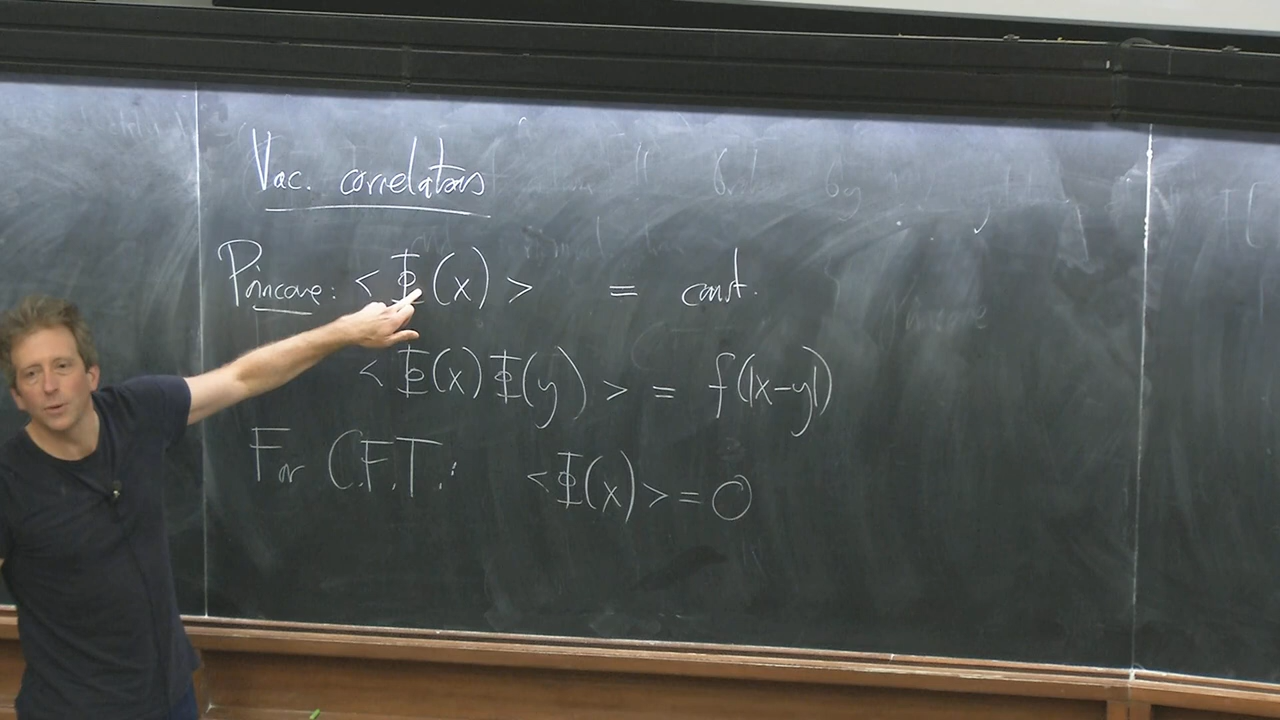 Vac. correlators
Poincare: <Φ(x)> = const.
<Φ(x)Φ(y)> = f(|x-y|)
For C.F.T.: <Φ(x)> = 0